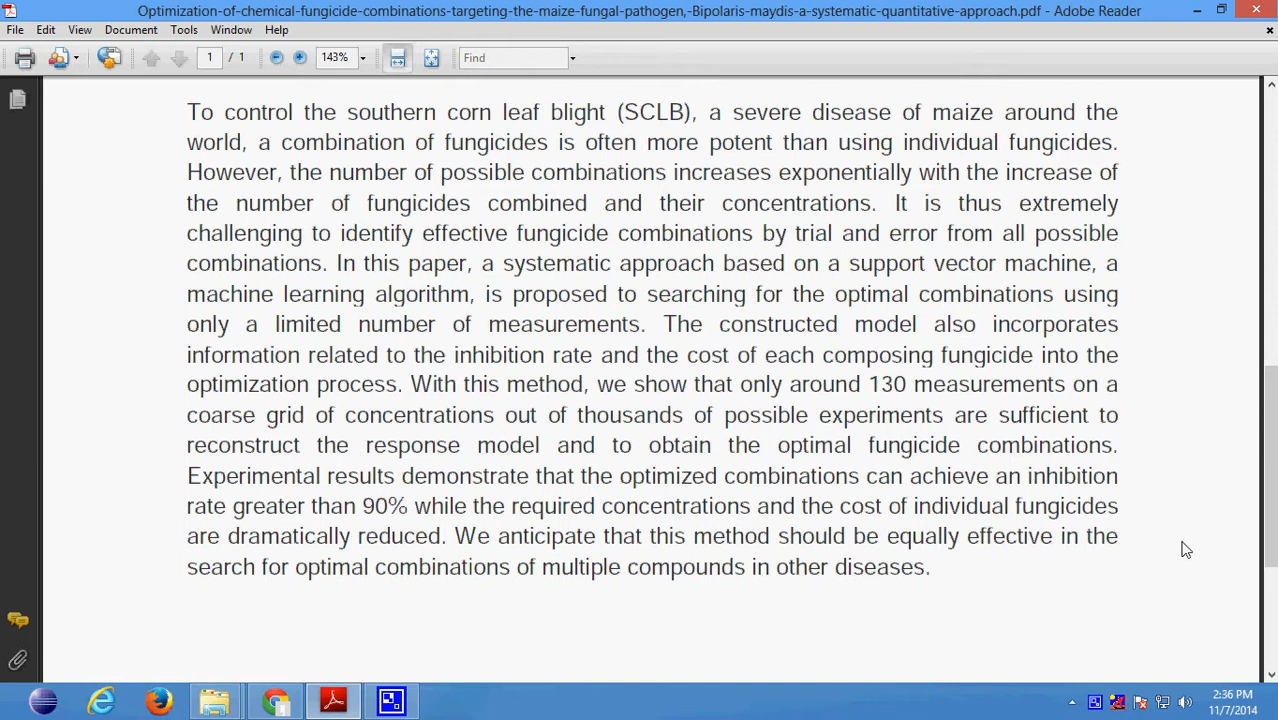 Optimization-of-chemical-fungicide-combinations-targeting-the-maize-fungal-pathogen,-Bipolaris-maydis-a-systematic-quantitative-approach.pdf - Adobe Reader
File Edit View Document Tools Window Help
1 / 1 143% Find
To control the southern corn leaf blight (SCLB), a severe disease of maize around the
world, a combination of fungicides is often more potent than using individual fungicides.
However, the number of possible combinations increases exponentially with the increase of
the number of fungicides combined and their concentrations. It is thus extremely
challenging to identify effective fungicide combinations by trial and error from all possible
combinations. In this paper, a systematic approach based on a support vector machine, a
machine learning algorithm, is proposed to searching for the optimal combinations using
only a limited number of measurements. The constructed model also incorporates
information related to the inhibition rate and the cost of each composing fungicide into the
optimization process. With this method, we show that only around 130 measurements on a
coarse grid of concentrations out of thousands of possible experiments are sufficient to
reconstruct the response model and to obtain the optimal fungicide combinations.
Experimental results demonstrate that the optimized combinations can achieve an inhibition
rate greater than 90% while the required concentrations and the cost of individual fungicides
are dramatically reduced. We anticipate that this method should be equally effective in the
search for optimal combinations of multiple compounds in other diseases.
2:36 PM
11/7/2014